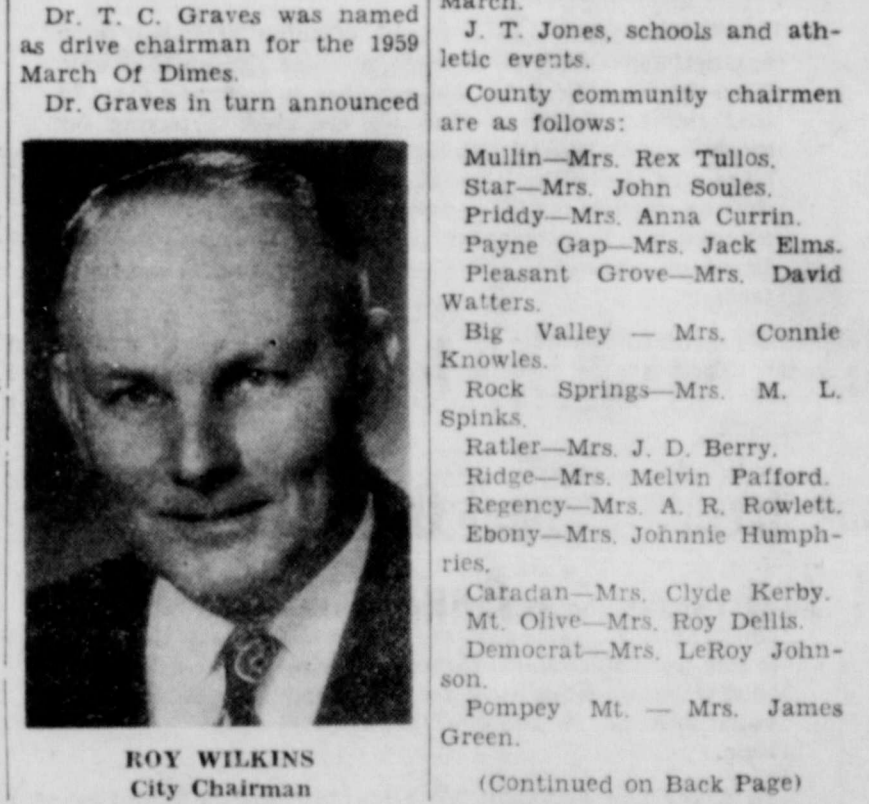 Dr. T. C. Graves was named
as drive chairman for the 1959
March Of Dimes.
Dr. Graves in turn announced
ROY WILKINS
City Chairman
March.
J. T. Jones, schools and ath-
letic events.
County community chairmen
are as follows:
Mullin—Mrs. Rex Tullos.
Star—Mrs. John Soules.
Priddy—Mrs. Anna Currin.
Payne Gap—Mrs. Jack Elms.
Pleasant Grove—Mrs. David
Watters.
Big Valley — Mrs. Connie
Knowles.
Rock Springs—Mrs. M. L.
Spinks.
Ratler—Mrs. J. D. Berry.
Ridge—Mrs. Melvin Pafford.
Regency—Mrs. A. R. Rowlett.
Ebony—Mrs. Johnnie Humph-
ries.
Caradan—Mrs. Clyde Kerby.
Mt. Olive—Mrs. Roy Dellis.
Democrat—Mrs. LeRoy John-
son.
Pompey Mt. — Mrs. James
Green.
(Continued on Back Page)